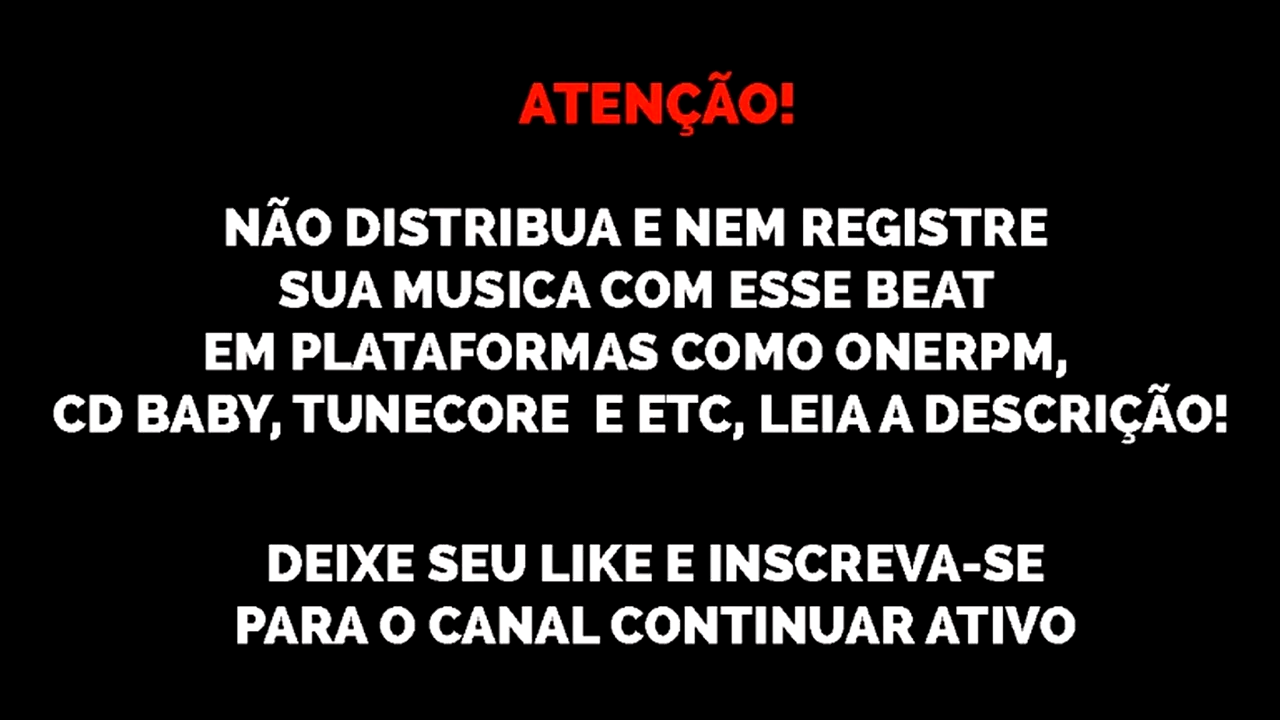 ATENÇÃO!
NÃO DISTRIBUA E NEM REGISTRE
SUA MUSICA COM ESSE BEAT
EM PLATAFORMAS COMO ONERPM,
CD BABY, TUNECORE E ETC, LEIA A DESCRIÇÃO!
DEIXE SEU LIKE E INSCREVA-SE
PARA O CANAL CONTINUAR ATIVO